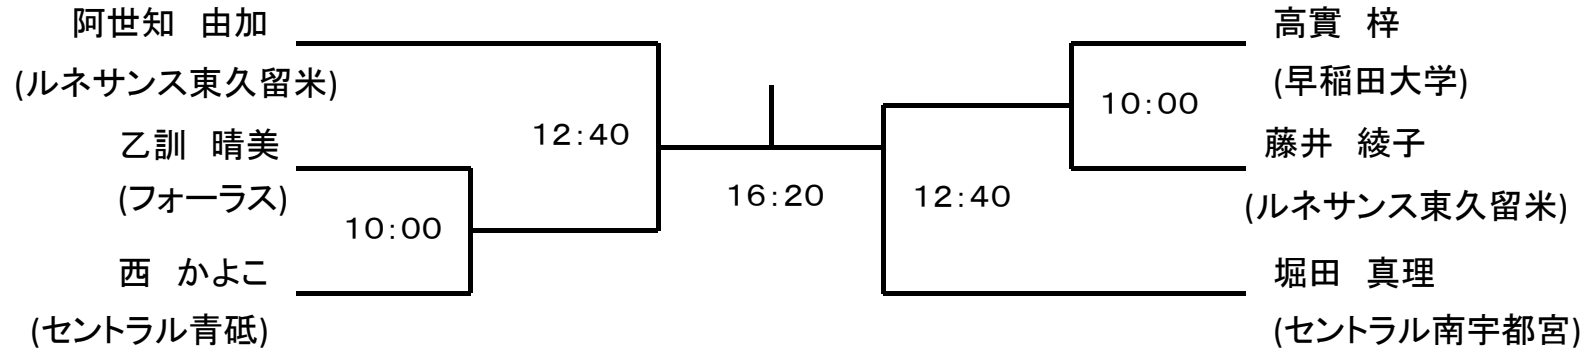 阿世知　由加
(ルネサンス東久留米)
乙訓　晴美
(フォーラス)
西　かよこ
(セントラル青砥)
10:00
12:40
16:20
12:40
10:00
高實　梓
(早稲田大学)
藤井　綾子
(ルネサンス東久留米)
堀田　真理
(セントラル南宇都宮)